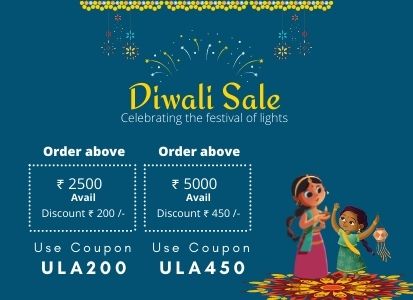 Diwali Sale
Celebrating the festival of lights
Order above
₹ 2500
Avail
Discount ₹ 200 /-
Use Coupon
ULA200
Order above
₹ 5000
Avail
Discount ₹ 450 /-
Use Coupon
ULA450